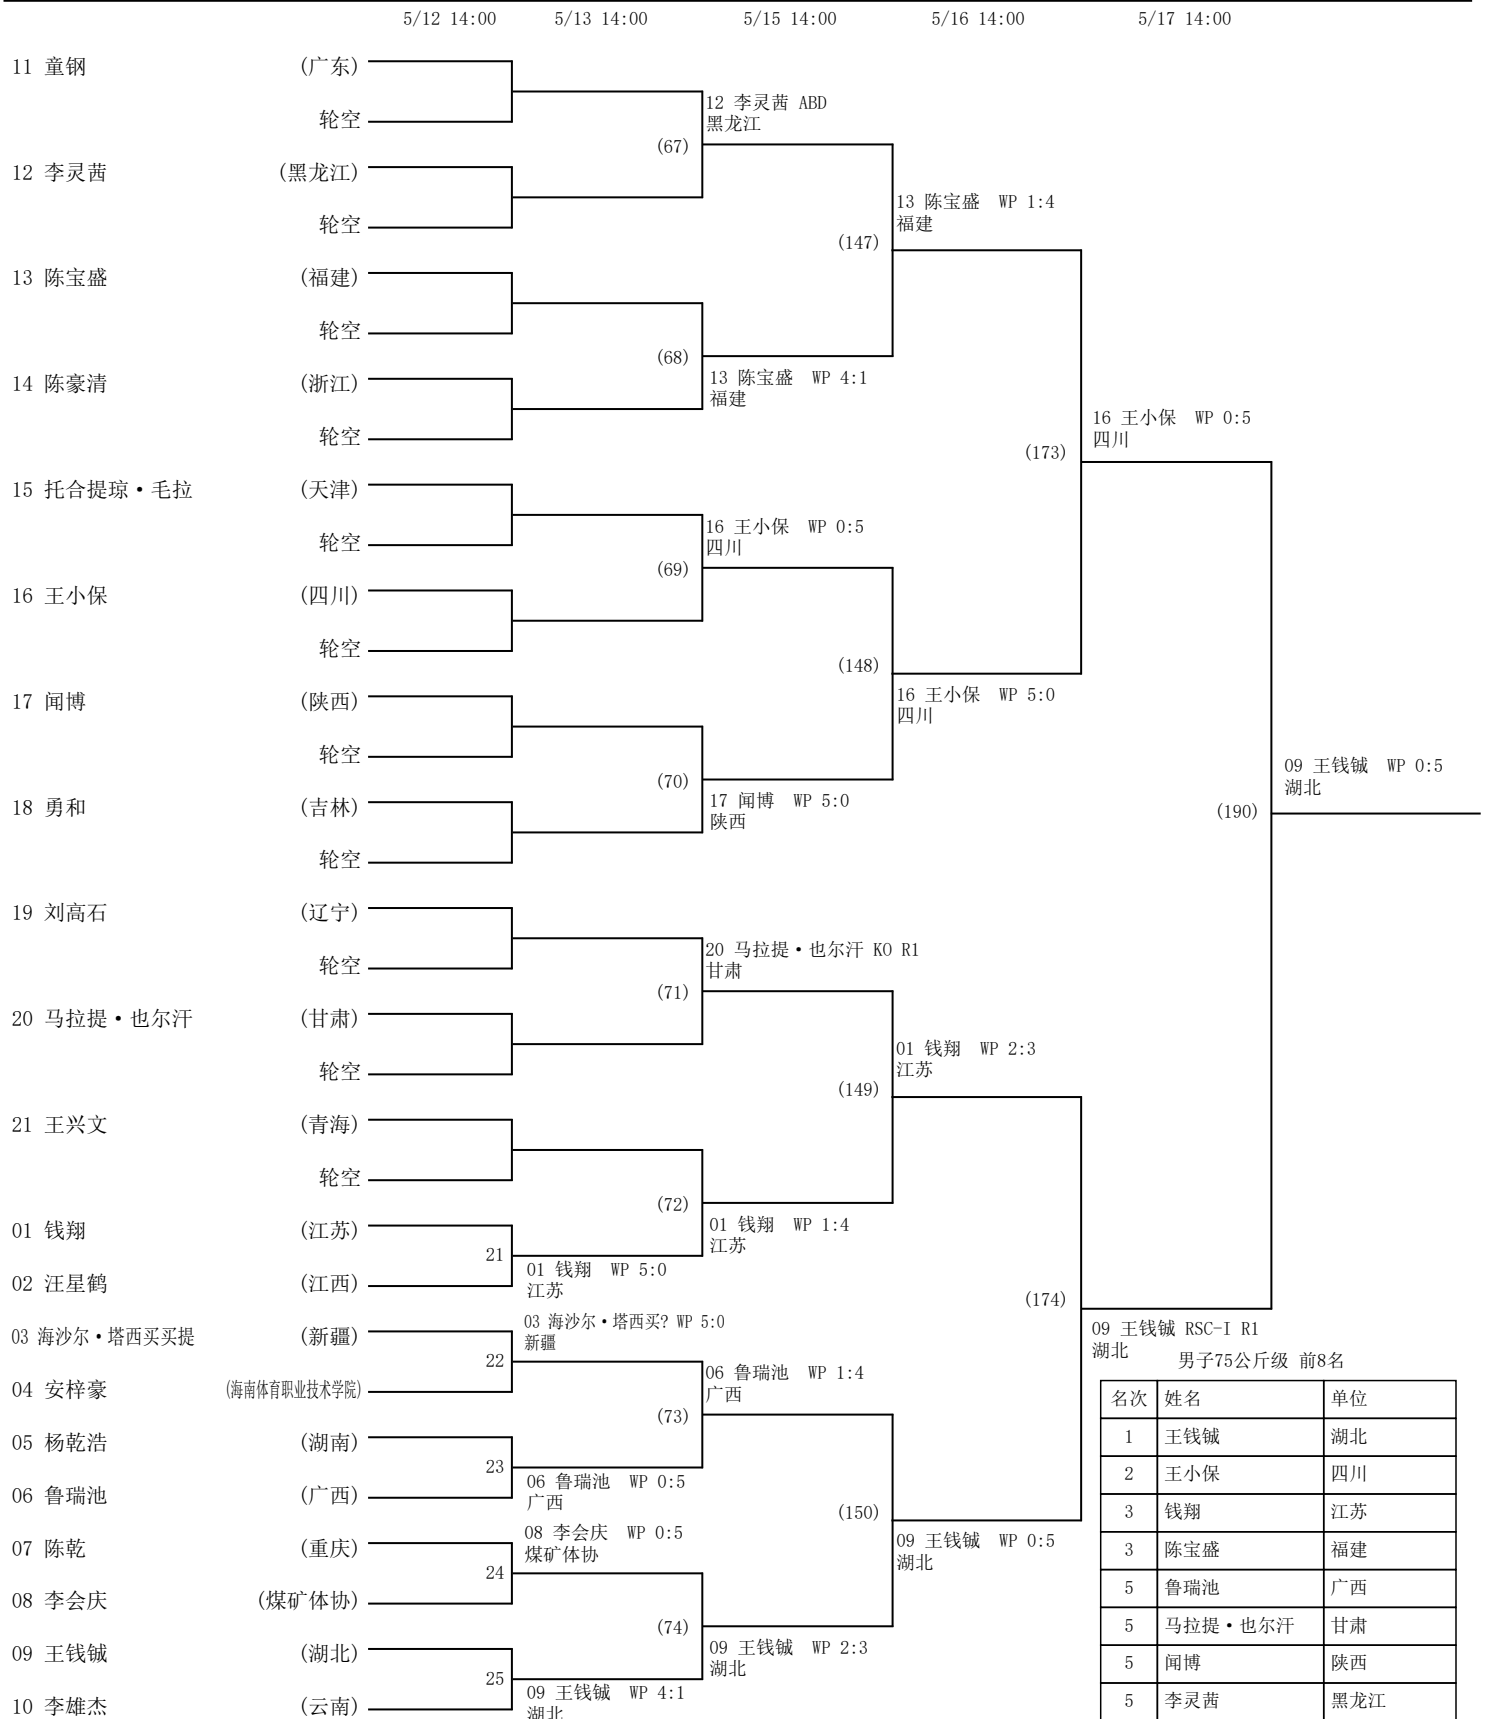 5/12 14:00 5/13 14:00 5/15 14:00 5/16 14:00 5/17 14:00
11 童钢 (广东)
轮空
12 李灵茜 ABD
黑龙江
(67)
12 李灵茜 (黑龙江)
轮空
13 陈宝盛 WP 1:4
福建
(147)
13 陈宝盛 (福建)
轮空
(68)
13 陈宝盛 WP 4:1
福建
14 陈豪清 (浙江)
轮空
16 王小保 WP 0:5
四川
(173)
15 托合提琼·毛拉 (天津)
轮空
16 王小保 WP 0:5
四川
(69)
16 王小保 (四川)
轮空
(148)
16 王小保 WP 5:0
四川
17 闻博 (陕西)
轮空
(70)
17 闻博 WP 5:0
陕西
09 王钱铖 WP 0:5
湖北
(190)
18 勇和 (吉林)
轮空
19 刘高石 (辽宁)
轮空
20 马拉提·也尔汗 KO R1
甘肃
(71)
20 马拉提·也尔汗 (甘肃)
轮空
01 钱翔 WP 2:3
江苏
(149)
21 王兴文 (青海)
轮空
(72)
01 钱翔 WP 1:4
江苏
01 钱翔 (江苏)
21
01 钱翔 WP 5:0
江苏
02 汪星鹤 (江西)
(174)
09 王钱铖 RSC-I R1
湖北
03 海沙尔·塔西买买提 (新疆)
03 海沙尔·塔西买? WP 5:0
新疆
22
04 安梓豪 (海南体育职业技术学院)
06 鲁瑞池 WP 1:4
广西
(73)
05 杨乾浩 (湖南)
23
06 鲁瑞池 WP 0:5
广西
06 鲁瑞池 (广西)
(150)
09 王钱铖 WP 0:5
湖北
07 陈乾 (重庆)
08 李会庆 WP 0:5
煤矿体协
24
08 李会庆 (煤矿体协)
(74)
09 王钱铖 WP 2:3
湖北
09 王钱铖 (湖北)
25
09 王钱铖 WP 4:1
湖北
10 李雄杰 (云南)
男子75公斤级 前8名
名次 姓名 单位
1 王钱铖 湖北
2 王小保 四川
3 钱翔 江苏
3 陈宝盛 福建
5 鲁瑞池 广西
5 马拉提·也尔汗 甘肃
5 闻博 陕西
5 李灵茜 黑龙江